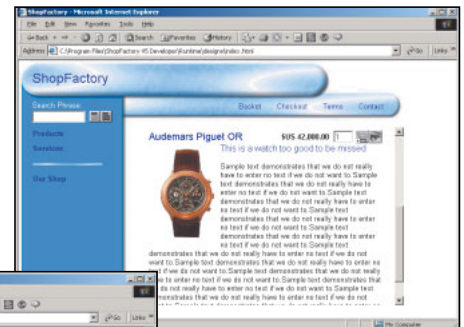 ShopFactory - Microsoft Internet Explorer
File Edit View Favorites Tools Help
Back Search Favorites History
Address C:\Program Files\ShopFactory V5 Developer\Runtime\designs\index.html Go Links
ShopFactory
Search Phrase:
Basket Checkout Terms Contact
Products
Services
Our Shop
Audemars Piguet OR $US 42,000.00 1
This is a watch too good to be missed
Sample text demonstrates that we do not really
have to enter no text if we do not want to.Sample
text demonstrates that we do not really have to
enter no text if we do not want to.Sample text
demonstrates that we do not really have to enter
no text if we do not want to.Sample text
demonstrates that we do not really have to enter
no text if we do not want to.Sample text
demonstrates that we do not really have to enter
no text if we do not want to.Sample text
demonstrates that we do not really have to enter no text if we do not
want to.Sample text demonstrates that we do not really have to enter no
text if we do not want to.Sample text demonstrates that we do not really
have to enter no text if we do not want to.Sample text demonstrates
that we do not really have to enter no text if we do not want to.Sample
text demonstrates that we do not really have to enter no text if we do
My Computer
Go Links